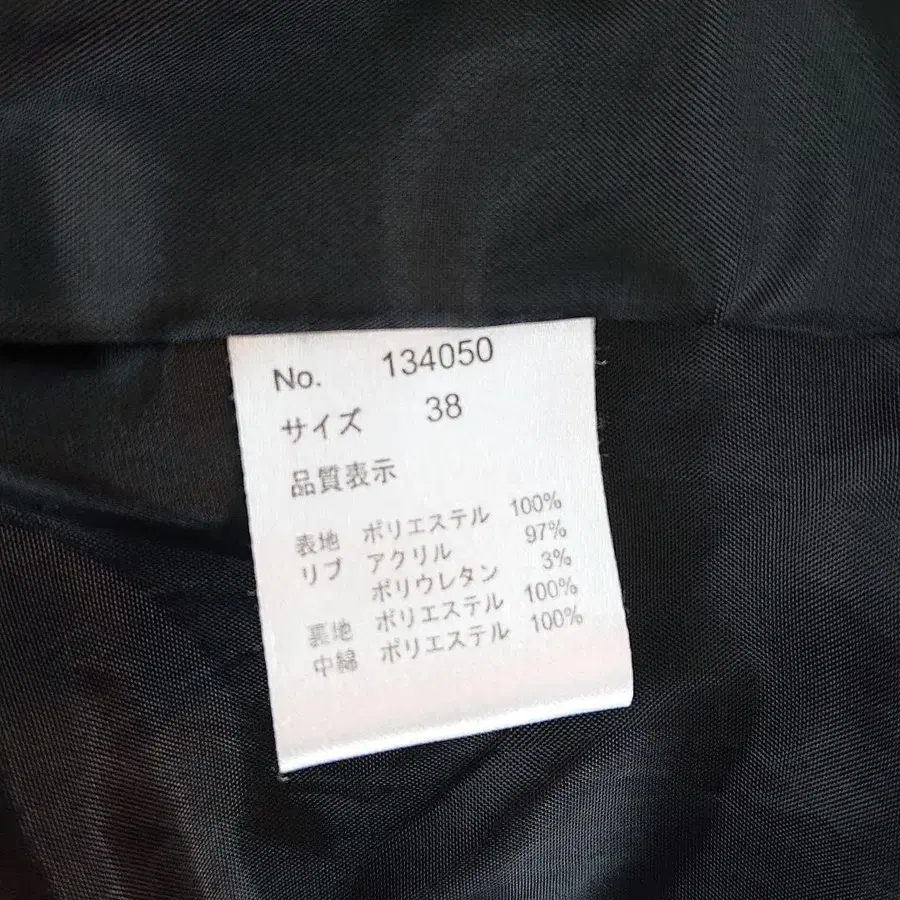 No. 134050
サイズ 38
品質表示
表地 ポリエステル 100%
リブ アクリル 97%
ポリウレタン 3%
裏地 ポリエステル 100%
中綿 ポリエステル 100%